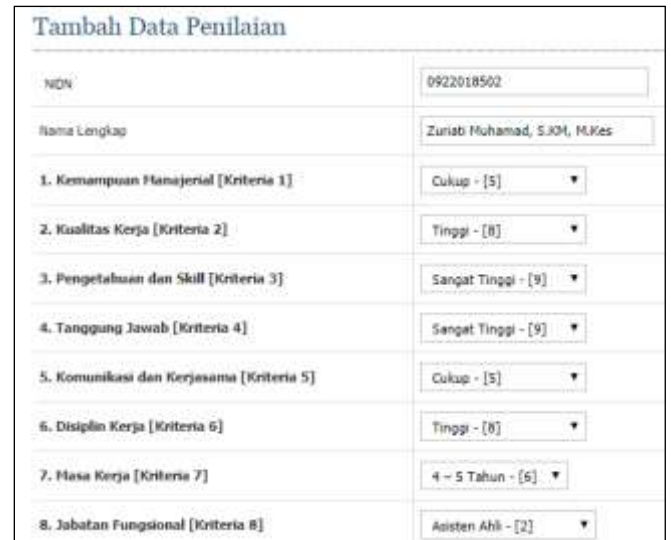 Tambah Data Penilaian
NIDN 0922018502
Nama Lengkap Zuriati Muhamad, S.KM, M.Kes
1. Kemampuan Manajerial [Kriteria 1] Cukup - [5]
2. Kualitas Kerja [Kriteria 2] Tinggi - [8]
3. Pengetahuan dan Skill [Kriteria 3] Sangat Tinggi - [9]
4. Tanggung Jawab [Kriteria 4] Sangat Tinggi - [9]
5. Komunikasi dan Kerjasama [Kriteria 5] Cukup - [5]
6. Disiplin Kerja [Kriteria 6] Tinggi - [8]
7. Masa Kerja [Kriteria 7] 4 – 5 Tahun - [6]
8. Jabatan Fungsional [Kriteria 8] Asisten Ahli - [2]